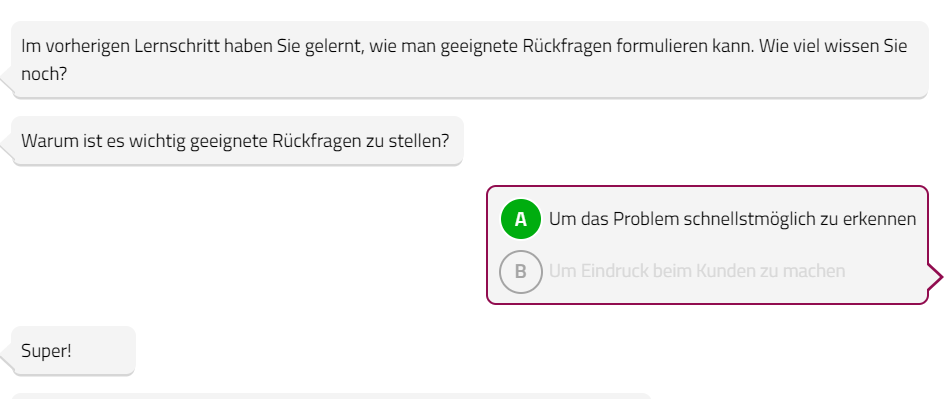 Im vorherigen Lernschritt haben Sie gelernt, wie man geeignete Rückfragen formulieren kann. Wie viel wissen Sie
noch?
Warum ist es wichtig geeignete Rückfragen zu stellen?
A Um das Problem schnellstmöglich zu erkennen
B Um Eindruck beim Kunden zu machen
Super!